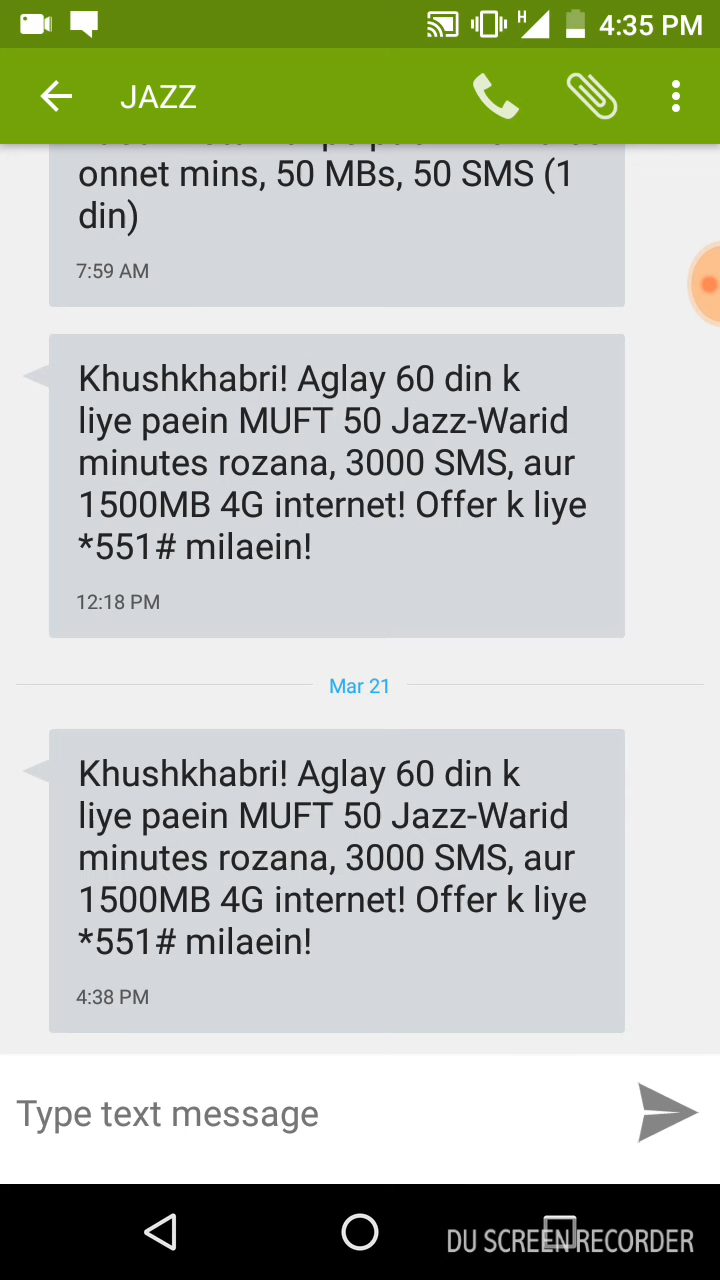 H 4:35 PM
JAZZ
onnet mins, 50 MBs, 50 SMS (1
din)
7:59 AM
Khushkhabri! Aglay 60 din k
liye paein MUFT 50 Jazz-Warid
minutes rozana, 3000 SMS, aur
1500MB 4G internet! Offer k liye
*551# milaein!
12:18 PM
Mar 21
Khushkhabri! Aglay 60 din k
liye paein MUFT 50 Jazz-Warid
minutes rozana, 3000 SMS, aur
1500MB 4G internet! Offer k liye
*551# milaein!
4:38 PM
Type text message
DU SCREEN RECORDER